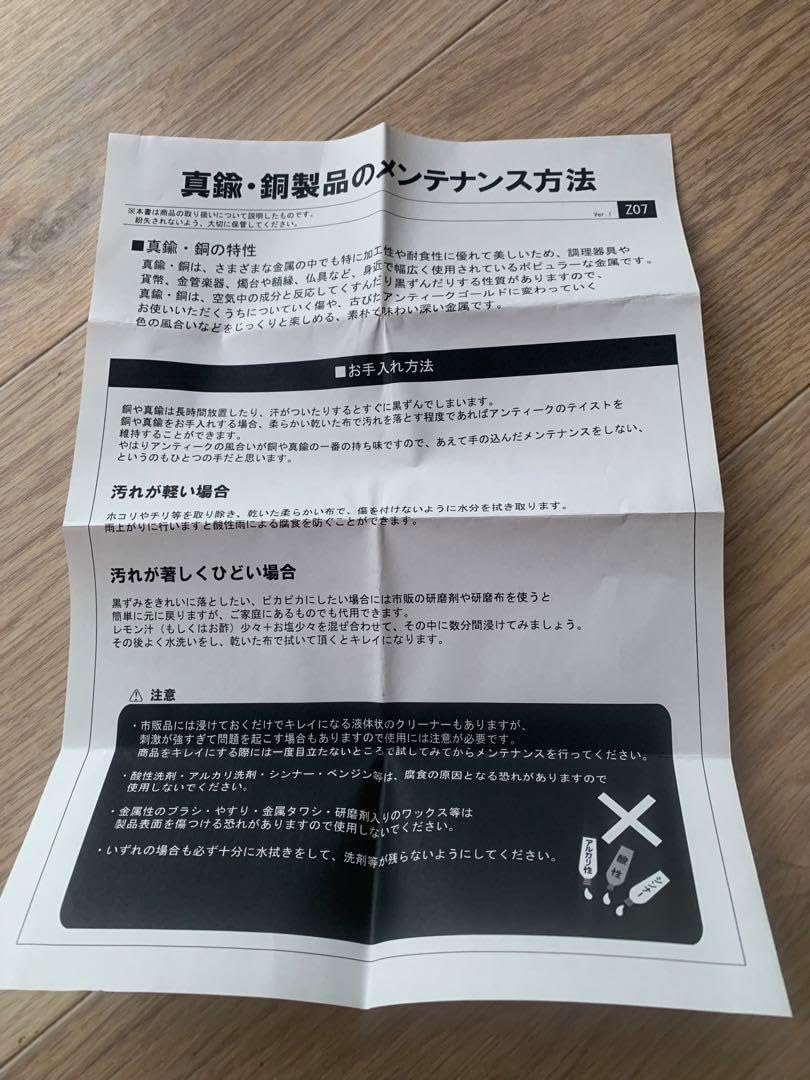 真鍮・銅製品のメンテナンス方法
※本書は商品の取り扱いについて説明したものです。
紛失されないよう、大切に保管してください。
Ver.1 Z07
■真鍮・銅の特性
真鍮・銅は、さまざまな金属の中でも特に加工性や耐食性に優れて美しいため、調理器具や
貨幣、金管楽器、燭台や額縁、仏具など、身近で幅広く使用されているポピュラーな金属です。
真鍮・銅は、空気中の成分と反応してくすんだり黒ずんだりする性質がありますので、
お使いいただくうちについていく傷や、古びたアンティークゴールドに変わっていく
色の風合いなどをじっくりと楽しめる、素朴で味わい深い金属です。
■お手入れ方法
銅や真鍮は長時間放置したり、汗がついたりするとすぐに黒ずんでしまいます。
銅や真鍮をお手入れする場合、柔らかい乾いた布で汚れを落とす程度であればアンティークのテイストを
維持することができます。
やはりアンティークの風合いが銅や真鍮の一番の持ち味ですので、あえて手の込んだメンテナンスをしない、
というのもひとつの手だと思います。
汚れが軽い場合
ホコリやチリ等を取り除き、乾いた柔らかい布で、傷を付けないように水分を拭き取ります。
雨上がりに行いますと酸性雨による腐食を防ぐことができます。
汚れが著しくひどい場合
黒ずみをきれいに落としたい、ピカピカにしたい場合には市販の研磨剤や研磨布を使うと
簡単に元に戻りますが、ご家庭にあるものでも代用できます。
レモン汁（もしくはお酢）少々＋お塩少々を混ぜ合わせて、その中に数分間浸けてみましょう。
その後よく水洗いをし、乾いた布で拭いて頂くとキレイになります。
⚠ 注意
・市販品には浸けておくだけでキレイになる液体状のクリーナーもありますが、
刺激が強すぎて問題を起こす場合もありますので使用には注意が必要です。
商品をキレイにする際には一度目立たないところで試してみてからメンテナンスを行ってください。
・酸性洗剤・アルカリ洗剤・シンナー・ベンジン等は、腐食の原因となる恐れがありますので
使用しないでください。
・金属性のブラシ・やすり・金属タワシ・研磨剤入りのワックス等は
製品表面を傷つける恐れがありますので使用しないでください。
・いずれの場合も必ず十分に水拭きをして、洗剤等が残らないようにしてください。
アルカリ性
酸性
シンナー